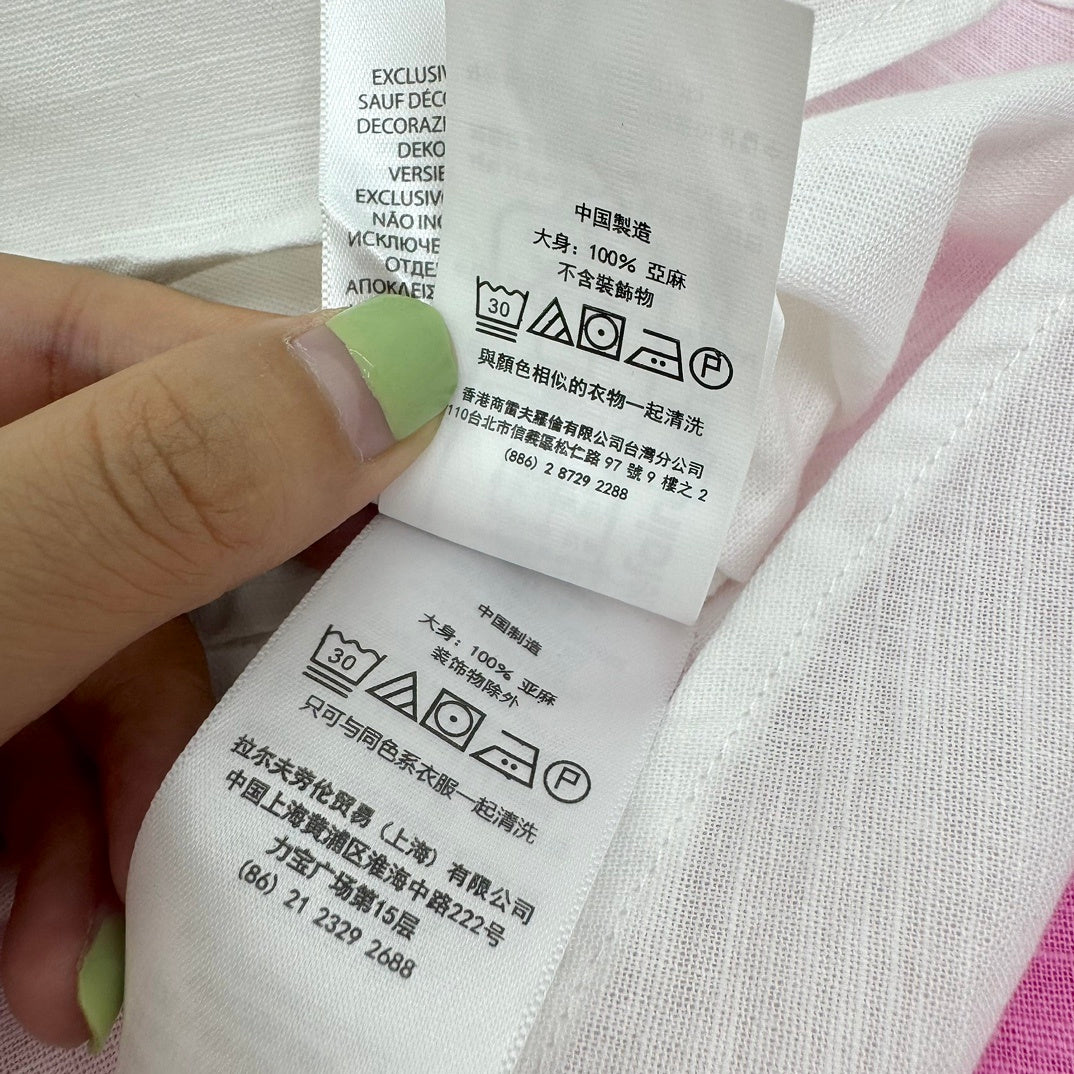 EXCLUSI
SAUF DÉC
DECORAZI
DEKO
VERSIE
EXCLUSIV
NÃO IN
ИСКЛЮЧЕ
ОТДЕ
ΑΠΟΚΛΕΙΣ
中国製造
大身: 100% 亞麻
不含裝飾物
30
P
與顏色相似的衣物一起清洗
香港商雷夫羅倫有限公司台灣分公司
110台北市信義區松仁路 97 號 9 樓之 2
(886) 2 8729 2288
中国制造
大身: 100% 亚麻
装饰物除外
30
P
只可与同色系衣服一起清洗
拉尔夫劳伦贸易 (上海) 有限公司
中国上海黄浦区淮海中路222号
力宝广场第15层
(86) 21 2329 2688